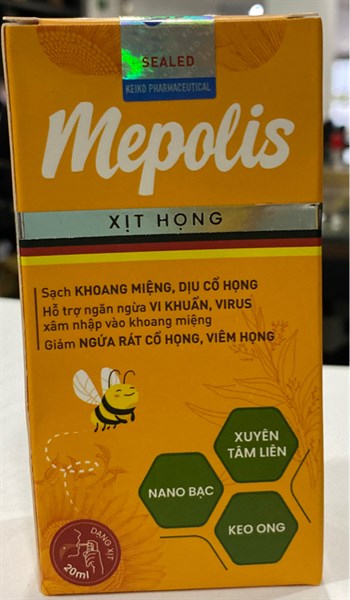 SEALED
KEIKO PHARMACEUTICAL
Mepolis
XỊT HỌNG
Sạch KHOANG MIỆNG, DỊU CỔ HỌNG
Hỗ trợ ngăn ngừa VI KHUẨN, VIRUS
xâm nhập vào khoang miệng
Giảm NGỨA RÁT CỔ HỌNG, VIÊM HỌNG
XUYÊN
TÂM LIÊN
NANO BẠC
KEO ONG
DẠNG XỊT
20ml